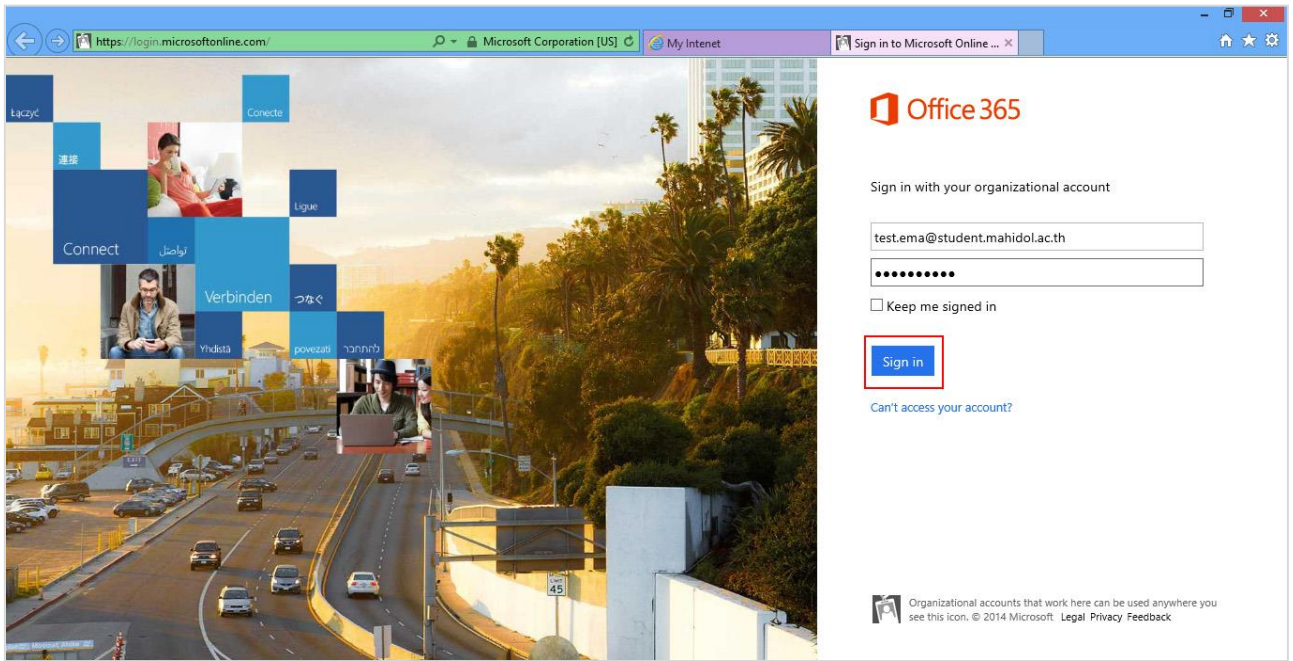 https://login.microsoftonline.com/
Microsoft Corporation [US]
My Intenet
Sign in to Microsoft Online ...
Łączyć
Conecte
連接
Ligue
Connect
تواصل
Verbinden
つなぐ
Yhdistä
povezati
להתחבר
EXIT
LIMIT
45
Office 365
Sign in with your organizational account
test.ema@student.mahidol.ac.th
Keep me signed in
Sign in
Can't access your account?
Organizational accounts that work here can be used anywhere you
see this icon. © 2014 Microsoft Legal Privacy Feedback